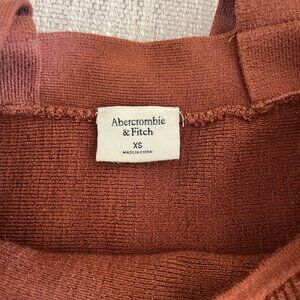 Abercrombie
& Fitch
XS
MADE IN CHINA